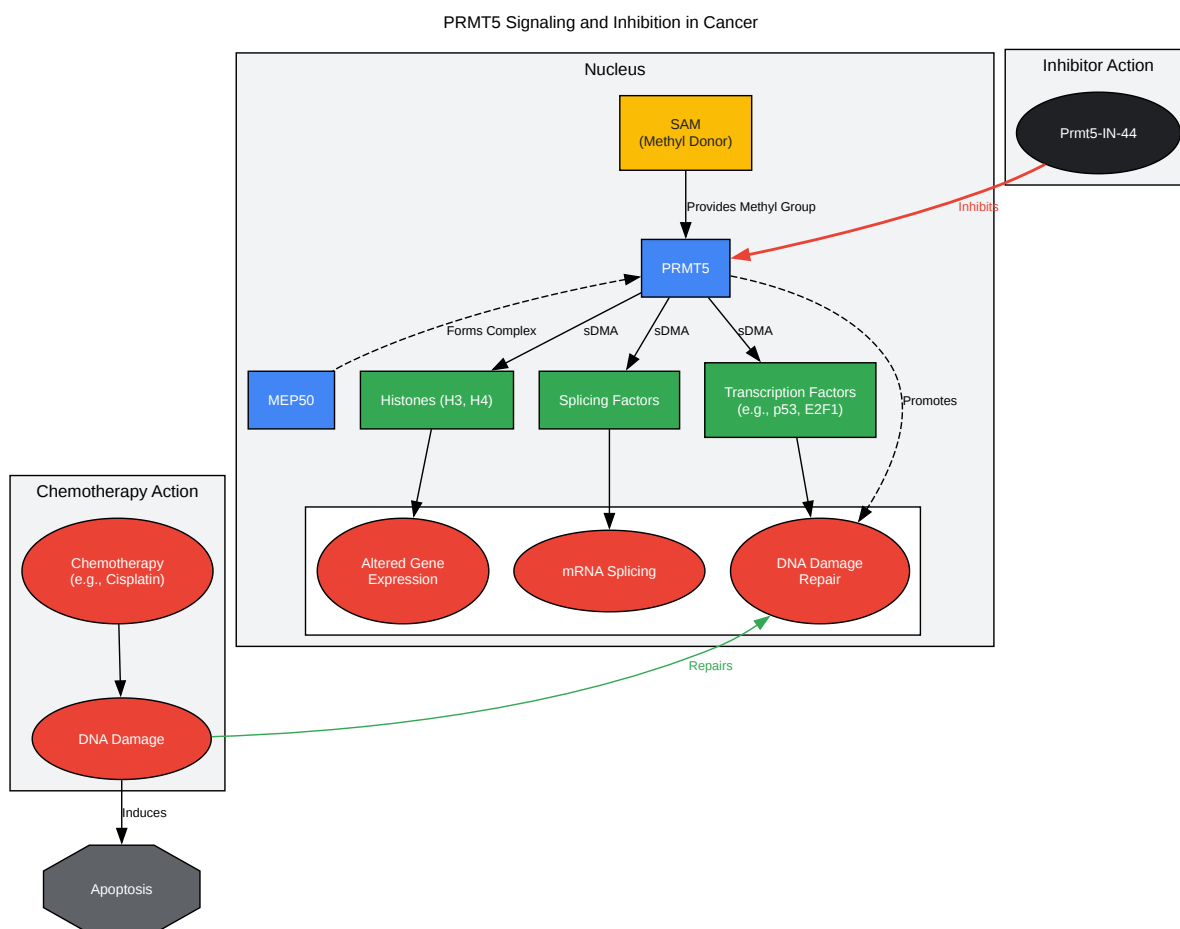 PRMT5 Signaling and Inhibition in Cancer
Nucleus
Inhibitor Action
SAM
(Methyl Donor)
Prmt5-IN-44
Provides Methyl Group
Inhibits
PRMT5
Forms Complex
sDMA
sDMA
sDMA
MEP50
Histones (H3, H4)
Splicing Factors
Transcription Factors
(e.g., p53, E2F1)
Promotes
Chemotherapy Action
Chemotherapy
(e.g., Cisplatin)
Altered Gene
Expression
mRNA Splicing
DNA Damage
Repair
Repairs
DNA Damage
Induces
Apoptosis